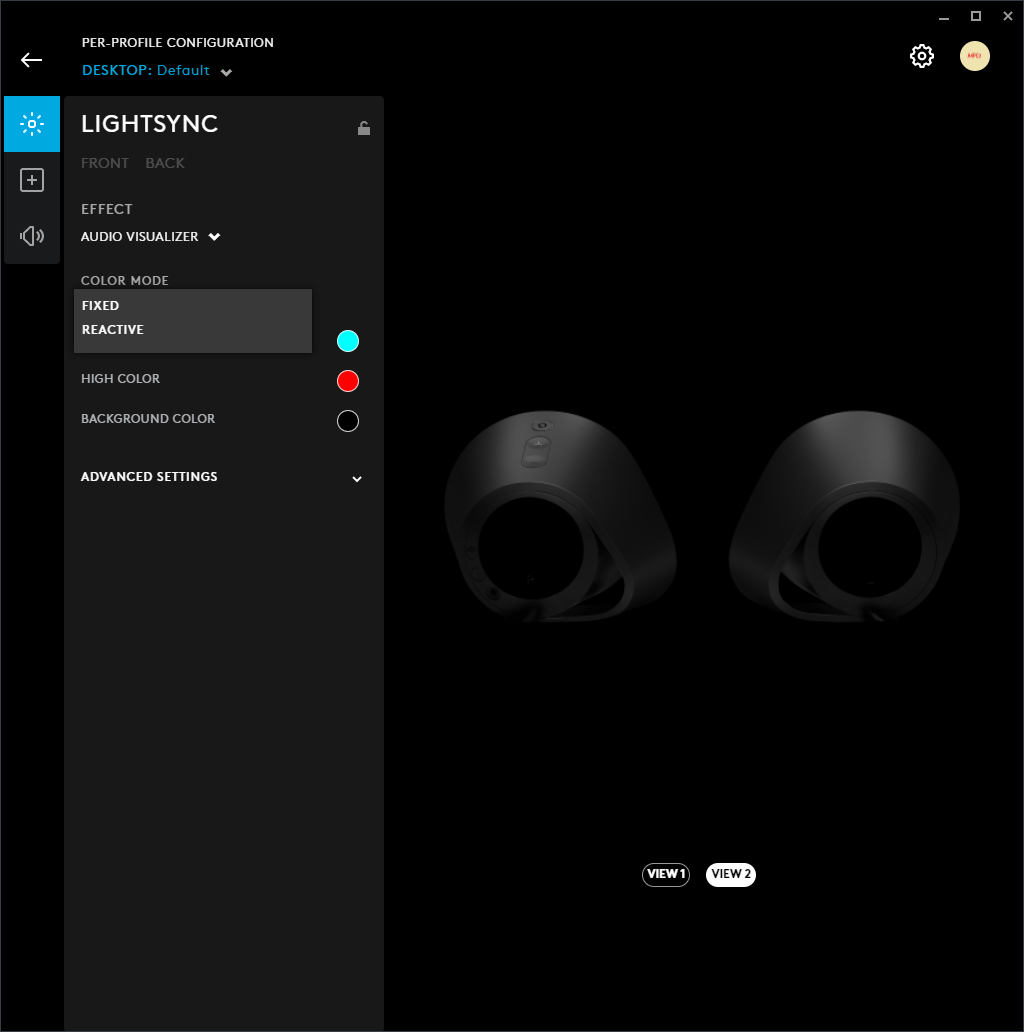 PER-PROFILE CONFIGURATION
DESKTOP: Default
LIGHTSYNC
FRONT BACK
EFFECT
AUDIO VISUALIZER
COLOR MODE
FIXED
REACTIVE
HIGH COLOR
BACKGROUND COLOR
ADVANCED SETTINGS
VIEW 1 VIEW 2